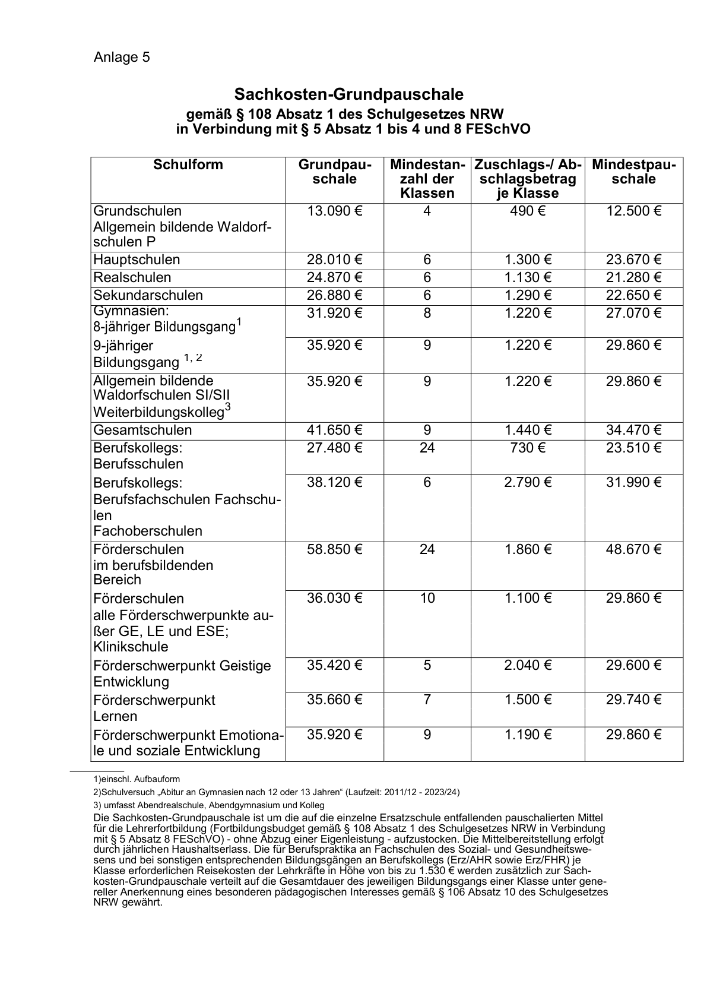 Anlage 5
Sachkosten-Grundpauschale
gemäß § 108 Absatz 1 des Schulgesetzes NRW
in Verbindung mit § 5 Absatz 1 bis 4 und 8 FESchVO
Schulform Grundpau- Mindestan- Zuschlags-/ Ab- Mindestpau-
schale zahl der schlagsbetrag schale
Klassen je Klasse
Grundschulen 13.090 € 4 490 € 12.500 €
Allgemein bildende Waldorf-
schulen P
Hauptschulen 28.010 € 6 1.300 € 23.670 €
Realschulen 24.870 € 6 1.130 € 21.280 €
Sekundarschulen 26.880 € 6 1.290 € 22.650 €
Gymnasien: 31.920 € 8 1.220 € 27.070 €
8-jähriger Bildungsgang1
9-jähriger 35.920 € 9 1.220 € 29.860 €
Bildungsgang 1, 2
Allgemein bildende 35.920 € 9 1.220 € 29.860 €
Waldorfschulen SI/SII
Weiterbildungskolleg3
Gesamtschulen 41.650 € 9 1.440 € 34.470 €
Berufskollegs: 27.480 € 24 730 € 23.510 €
Berufsschulen
Berufskollegs: 38.120 € 6 2.790 € 31.990 €
Berufsfachschulen Fachschu-
len
Fachoberschulen
Förderschulen 58.850 € 24 1.860 € 48.670 €
im berufsbildenden
Bereich
Förderschulen 36.030 € 10 1.100 € 29.860 €
alle Förderschwerpunkte au-
ßer GE, LE und ESE;
Klinikschule
Förderschwerpunkt Geistige 35.420 € 5 2.040 € 29.600 €
Entwicklung
Förderschwerpunkt 35.660 € 7 1.500 € 29.740 €
Lernen
Förderschwerpunkt Emotiona- 35.920 € 9 1.190 € 29.860 €
le und soziale Entwicklung
1)einschl. Aufbauform
2)Schulversuch „Abitur an Gymnasien nach 12 oder 13 Jahren“ (Laufzeit: 2011/12 - 2023/24)
3) umfasst Abendrealschule, Abendgymnasium und Kolleg
Die Sachkosten-Grundpauschale ist um die auf die einzelne Ersatzschule entfallenden pauschalierten Mittel
für die Lehrerfortbildung (Fortbildungsbudget gemäß § 108 Absatz 1 des Schulgesetzes NRW in Verbindung
mit § 5 Absatz 8 FESchVO) - ohne Abzug einer Eigenleistung - aufzustocken. Die Mittelbereitstellung erfolgt
durch jährlichen Haushaltserlass. Die für Berufspraktika an Fachschulen des Sozial- und Gesundheitswe-
sens und bei sonstigen entsprechenden Bildungsgängen an Berufskollegs (Erz/AHR sowie Erz/FHR) je
Klasse erforderlichen Reisekosten der Lehrkräfte in Höhe von bis zu 1.530 € werden zusätzlich zur Sach-
kosten-Grundpauschale verteilt auf die Gesamtdauer des jeweiligen Bildungsgangs einer Klasse unter gene-
reller Anerkennung eines besonderen pädagogischen Interesses gemäß § 106 Absatz 10 des Schulgesetzes
NRW gewährt.